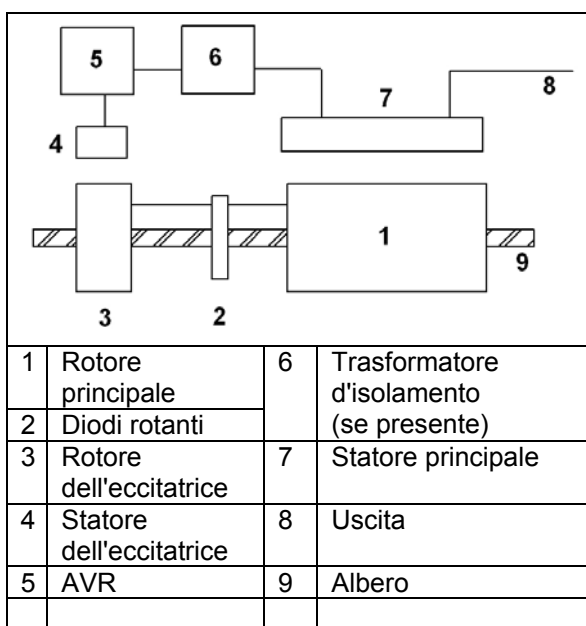 5
6
7
8
4
1
9
3
2
1 Rotore principale
6 Trasformatore d'isolamento (se presente)
2 Diodi rotanti
3 Rotore dell'eccitatrice
7 Statore principale
4 Statore dell'eccitatrice
8 Uscita
5 AVR
9 Albero